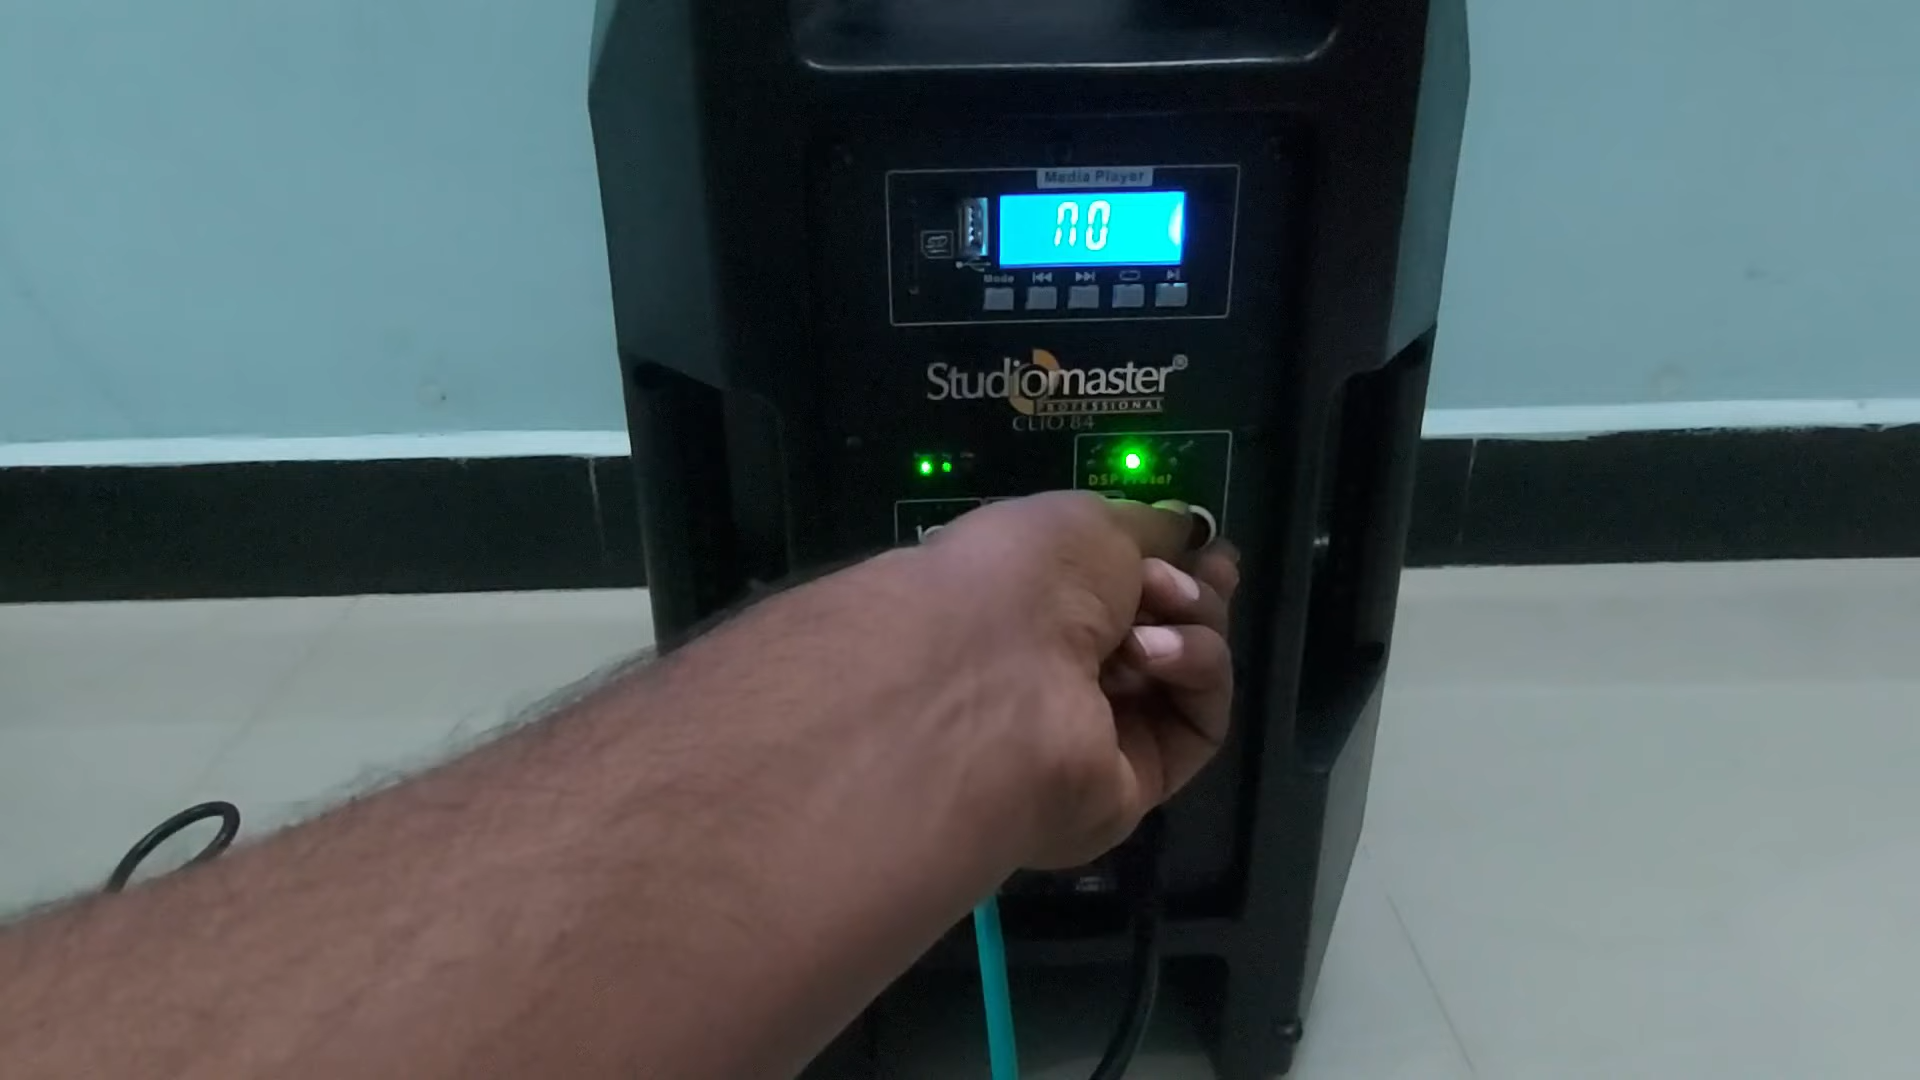 Media Player
no
Mode
Studiomaster®
PROFESSIONAL
CLIO 84
DSP Preset